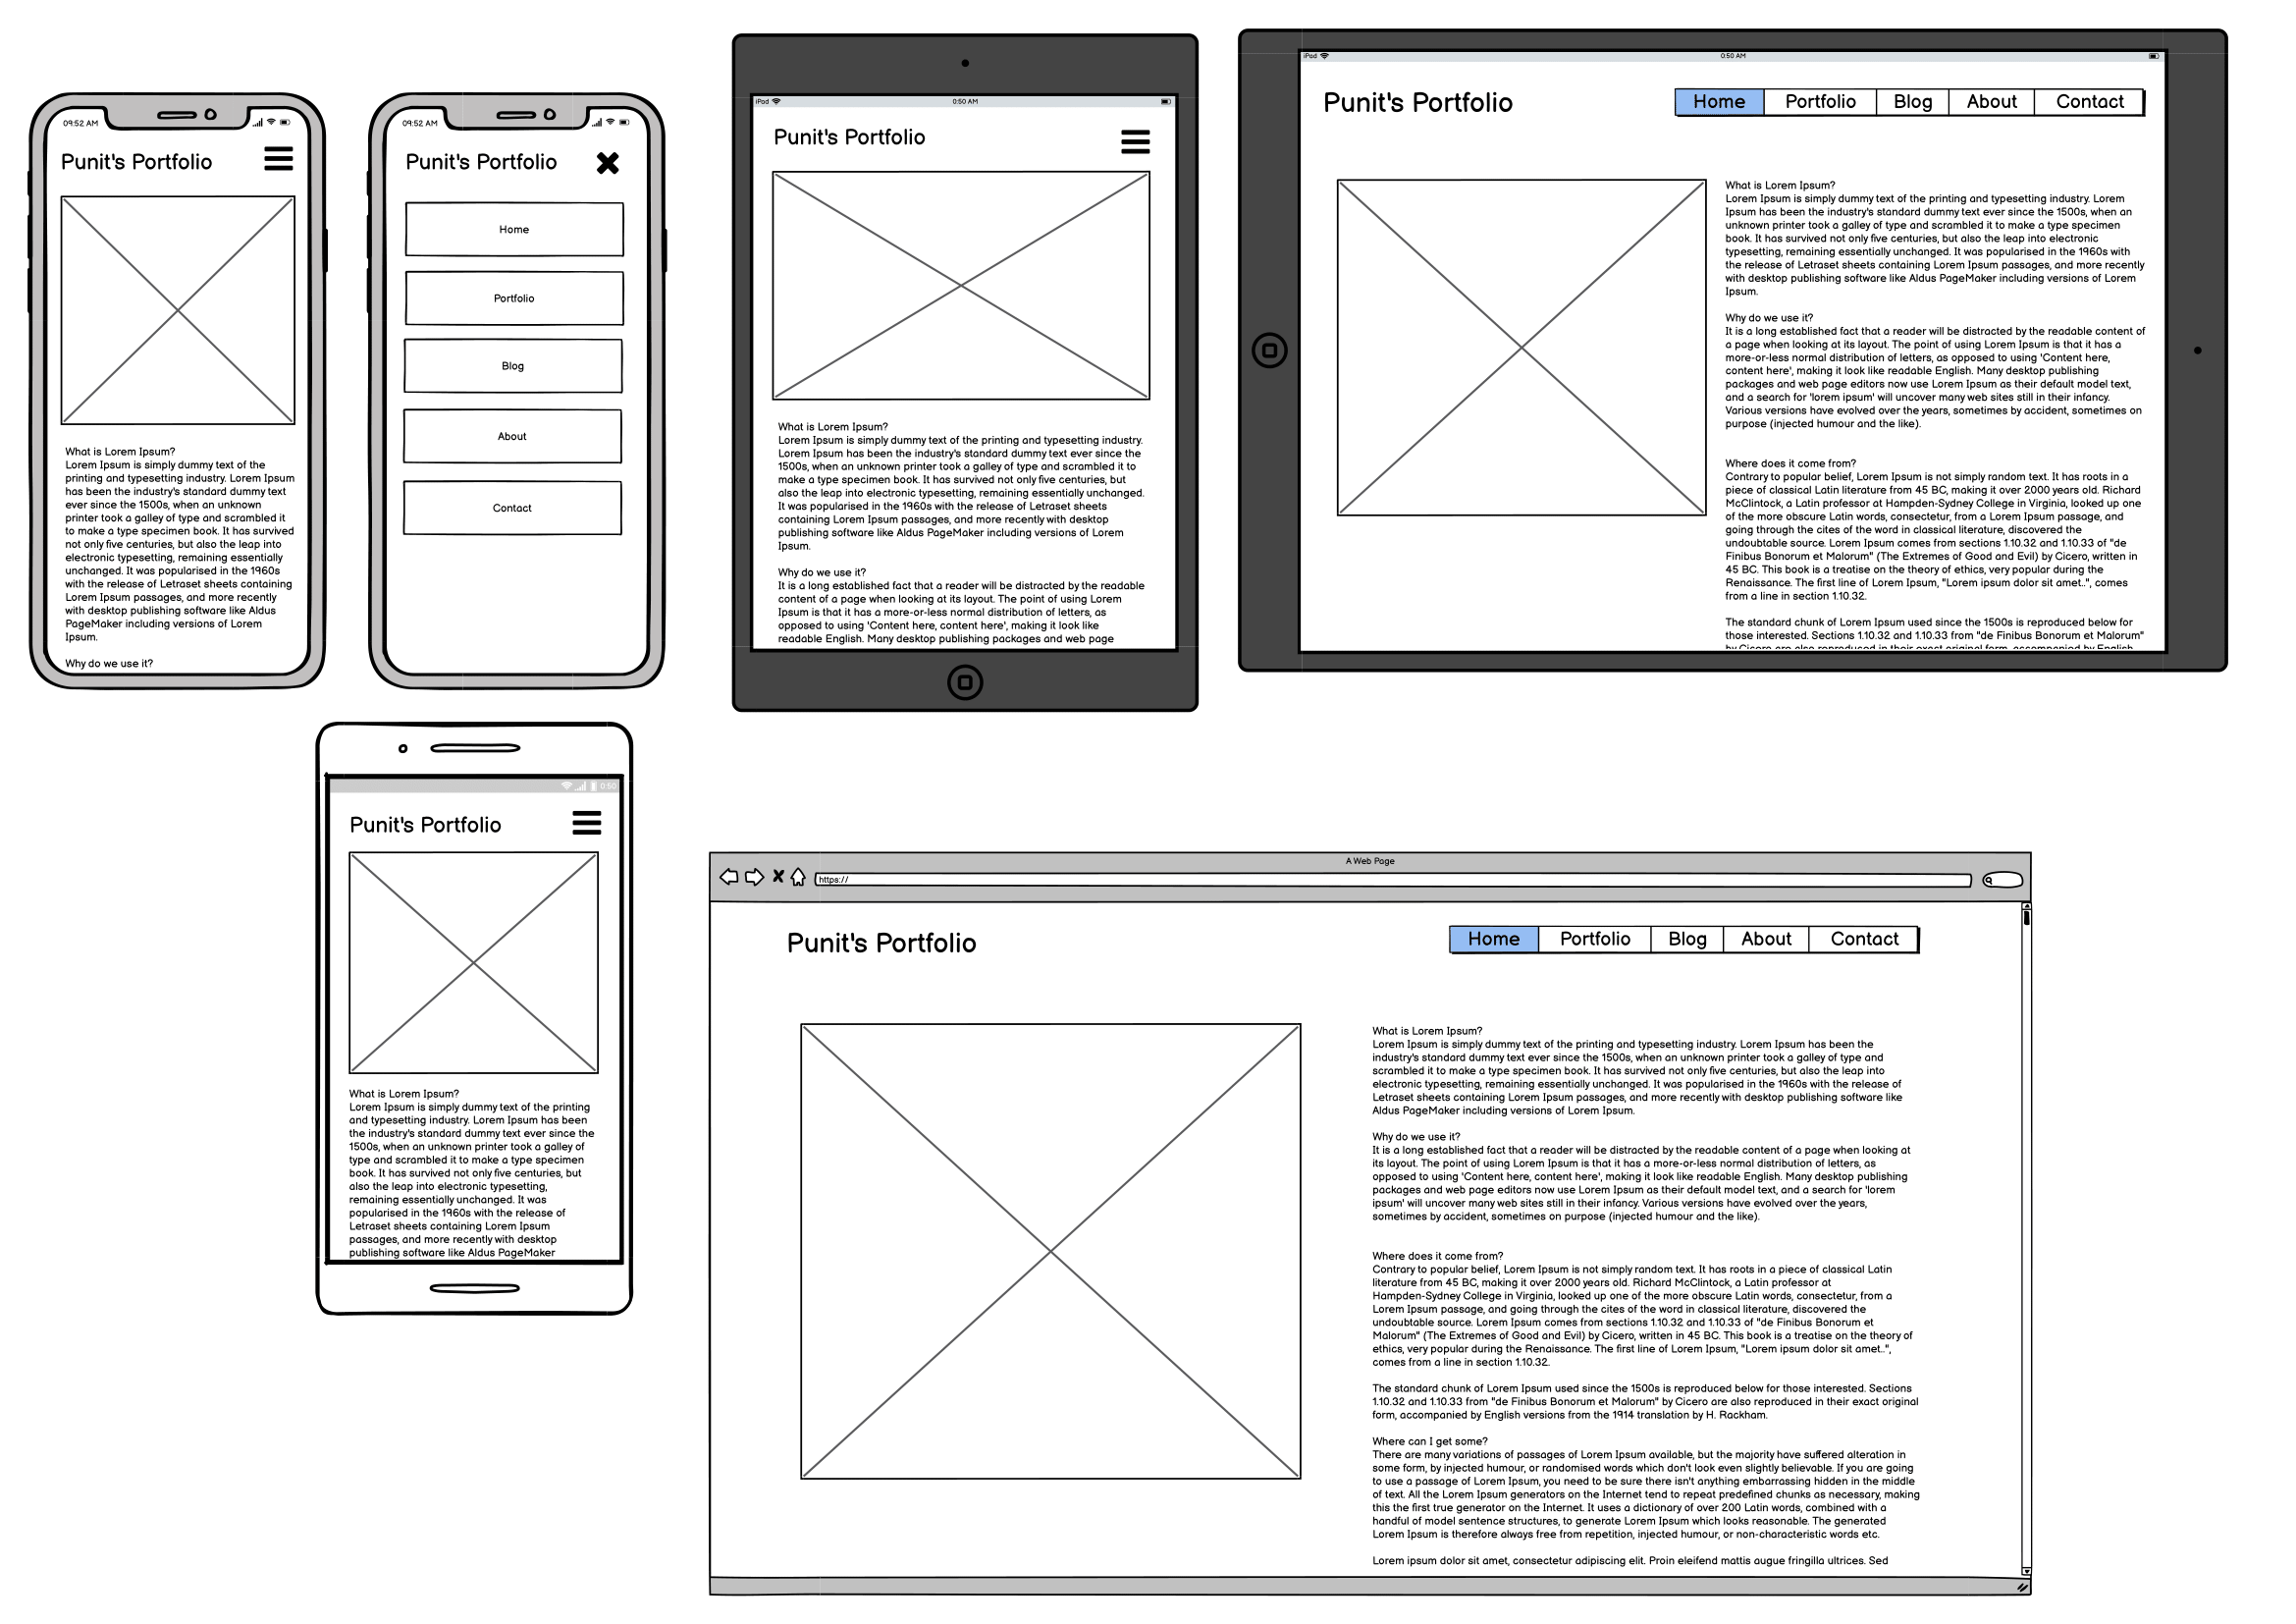 09:52 AM
Punit's Portfolio
What is Lorem Ipsum?
Lorem Ipsum is simply dummy text of the
printing and typesetting industry. Lorem Ipsum
has been the industry's standard dummy text
ever since the 1500s, when an unknown
printer took a galley of type and scrambled it
to make a type specimen book. It has survived
not only five centuries, but also the leap into
electronic typesetting, remaining essentially
unchanged. It was popularised in the 1960s
with the release of Letraset sheets containing
Lorem Ipsum passages, and more recently
with desktop publishing software like Aldus
PageMaker including versions of Lorem
Ipsum.
Why do we use it?
09:52 AM
Punit's Portfolio
Home
Portfolio
Blog
About
Contact
iPad
0:50 AM
Punit's Portfolio
What is Lorem Ipsum?
Lorem Ipsum is simply dummy text of the printing and typesetting industry.
Lorem Ipsum has been the industry's standard dummy text ever since the
1500s, when an unknown printer took a galley of type and scrambled it to
make a type specimen book. It has survived not only five centuries, but
also the leap into electronic typesetting, remaining essentially unchanged.
It was popularised in the 1960s with the release of Letraset sheets
containing Lorem Ipsum passages, and more recently with desktop
publishing software like Aldus PageMaker including versions of Lorem
Ipsum.
Why do we use it?
It is a long established fact that a reader will be distracted by the readable
content of a page when looking at its layout. The point of using Lorem
Ipsum is that it has a more-or-less normal distribution of letters, as
opposed to using 'Content here, content here', making it look like
readable English. Many desktop publishing packages and web page
iPad
0:50 AM
Punit's Portfolio
Home Portfolio Blog About Contact
What is Lorem Ipsum?
Lorem Ipsum is simply dummy text of the printing and typesetting industry. Lorem
Ipsum has been the industry's standard dummy text ever since the 1500s, when an
unknown printer took a galley of type and scrambled it to make a type specimen
book. It has survived not only five centuries, but also the leap into electronic
typesetting, remaining essentially unchanged. It was popularised in the 1960s with
the release of Letraset sheets containing Lorem Ipsum passages, and more recently
with desktop publishing software like Aldus PageMaker including versions of Lorem
Ipsum.
Why do we use it?
It is a long established fact that a reader will be distracted by the readable content of
a page when looking at its layout. The point of using Lorem Ipsum is that it has a
more-or-less normal distribution of letters, as opposed to using 'Content here,
content here', making it look like readable English. Many desktop publishing
packages and web page editors now use Lorem Ipsum as their default model text,
and a search for 'lorem ipsum' will uncover many web sites still in their infancy.
Various versions have evolved over the years, sometimes by accident, sometimes on
purpose (injected humour and the like).
Where does it come from?
Contrary to popular belief, Lorem Ipsum is not simply random text. It has roots in a
piece of classical Latin literature from 45 BC, making it over 2000 years old. Richard
McClintock, a Latin professor at Hampden-Sydney College in Virginia, looked up one
of the more obscure Latin words, consectetur, from a Lorem Ipsum passage, and
going through the cites of the word in classical literature, discovered the
undoubtable source. Lorem Ipsum comes from sections 1.10.32 and 1.10.33 of "de
Finibus Bonorum et Malorum" (The Extremes of Good and Evil) by Cicero, written in
45 BC. This book is a treatise on the theory of ethics, very popular during the
Renaissance. The first line of Lorem Ipsum, "Lorem ipsum dolor sit amet..", comes
from a line in section 1.10.32.
The standard chunk of Lorem Ipsum used since the 1500s is reproduced below for
those interested. Sections 1.10.32 and 1.10.33 from "de Finibus Bonorum et Malorum"
by Cicero are also reproduced in their exact original form, accompanied by English
0:50
Punit's Portfolio
What is Lorem Ipsum?
Lorem Ipsum is simply dummy text of the printing
and typesetting industry. Lorem Ipsum has been
the industry's standard dummy text ever since the
1500s, when an unknown printer took a galley of
type and scrambled it to make a type specimen
book. It has survived not only five centuries, but
also the leap into electronic typesetting,
remaining essentially unchanged. It was
popularised in the 1960s with the release of
Letraset sheets containing Lorem Ipsum
passages, and more recently with desktop
publishing software like Aldus PageMaker
A Web Page
https://
Punit's Portfolio
Home Portfolio Blog About Contact
What is Lorem Ipsum?
Lorem Ipsum is simply dummy text of the printing and typesetting industry. Lorem Ipsum has been the
industry's standard dummy text ever since the 1500s, when an unknown printer took a galley of type and
scrambled it to make a type specimen book. It has survived not only five centuries, but also the leap into
electronic typesetting, remaining essentially unchanged. It was popularised in the 1960s with the release of
Letraset sheets containing Lorem Ipsum passages, and more recently with desktop publishing software like
Aldus PageMaker including versions of Lorem Ipsum.
Why do we use it?
It is a long established fact that a reader will be distracted by the readable content of a page when looking at
its layout. The point of using Lorem Ipsum is that it has a more-or-less normal distribution of letters, as
opposed to using 'Content here, content here', making it look like readable English. Many desktop publishing
packages and web page editors now use Lorem Ipsum as their default model text, and a search for 'lorem
ipsum' will uncover many web sites still in their infancy. Various versions have evolved over the years,
sometimes by accident, sometimes on purpose (injected humour and the like).
Where does it come from?
Contrary to popular belief, Lorem Ipsum is not simply random text. It has roots in a piece of classical Latin
literature from 45 BC, making it over 2000 years old. Richard McClintock, a Latin professor at
Hampden-Sydney College in Virginia, looked up one of the more obscure Latin words, consectetur, from a
Lorem Ipsum passage, and going through the cites of the word in classical literature, discovered the
undoubtable source. Lorem Ipsum comes from sections 1.10.32 and 1.10.33 of "de Finibus Bonorum et
Malorum" (The Extremes of Good and Evil) by Cicero, written in 45 BC. This book is a treatise on the theory of
ethics, very popular during the Renaissance. The first line of Lorem Ipsum, "Lorem ipsum dolor sit amet..",
comes from a line in section 1.10.32.
The standard chunk of Lorem Ipsum used since the 1500s is reproduced below for those interested. Sections
1.10.32 and 1.10.33 from "de Finibus Bonorum et Malorum" by Cicero are also reproduced in their exact original
form, accompanied by English versions from the 1914 translation by H. Rackham.
Where can I get some?
There are many variations of passages of Lorem Ipsum available, but the majority have suffered alteration in
some form, by injected humour, or randomised words which don't look even slightly believable. If you are going
to use a passage of Lorem Ipsum, you need to be sure there isn't anything embarrassing hidden in the middle
of text. All the Lorem Ipsum generators on the Internet tend to repeat predefined chunks as necessary, making
this the first true generator on the Internet. It uses a dictionary of over 200 Latin words, combined with a
handful of model sentence structures, to generate Lorem Ipsum which looks reasonable. The generated
Lorem Ipsum is therefore always free from repetition, injected humour, or non-characteristic words etc.
Lorem ipsum dolor sit amet, consectetur adipiscing elit. Proin eleifend mattis augue fringilla ultrices. Sed